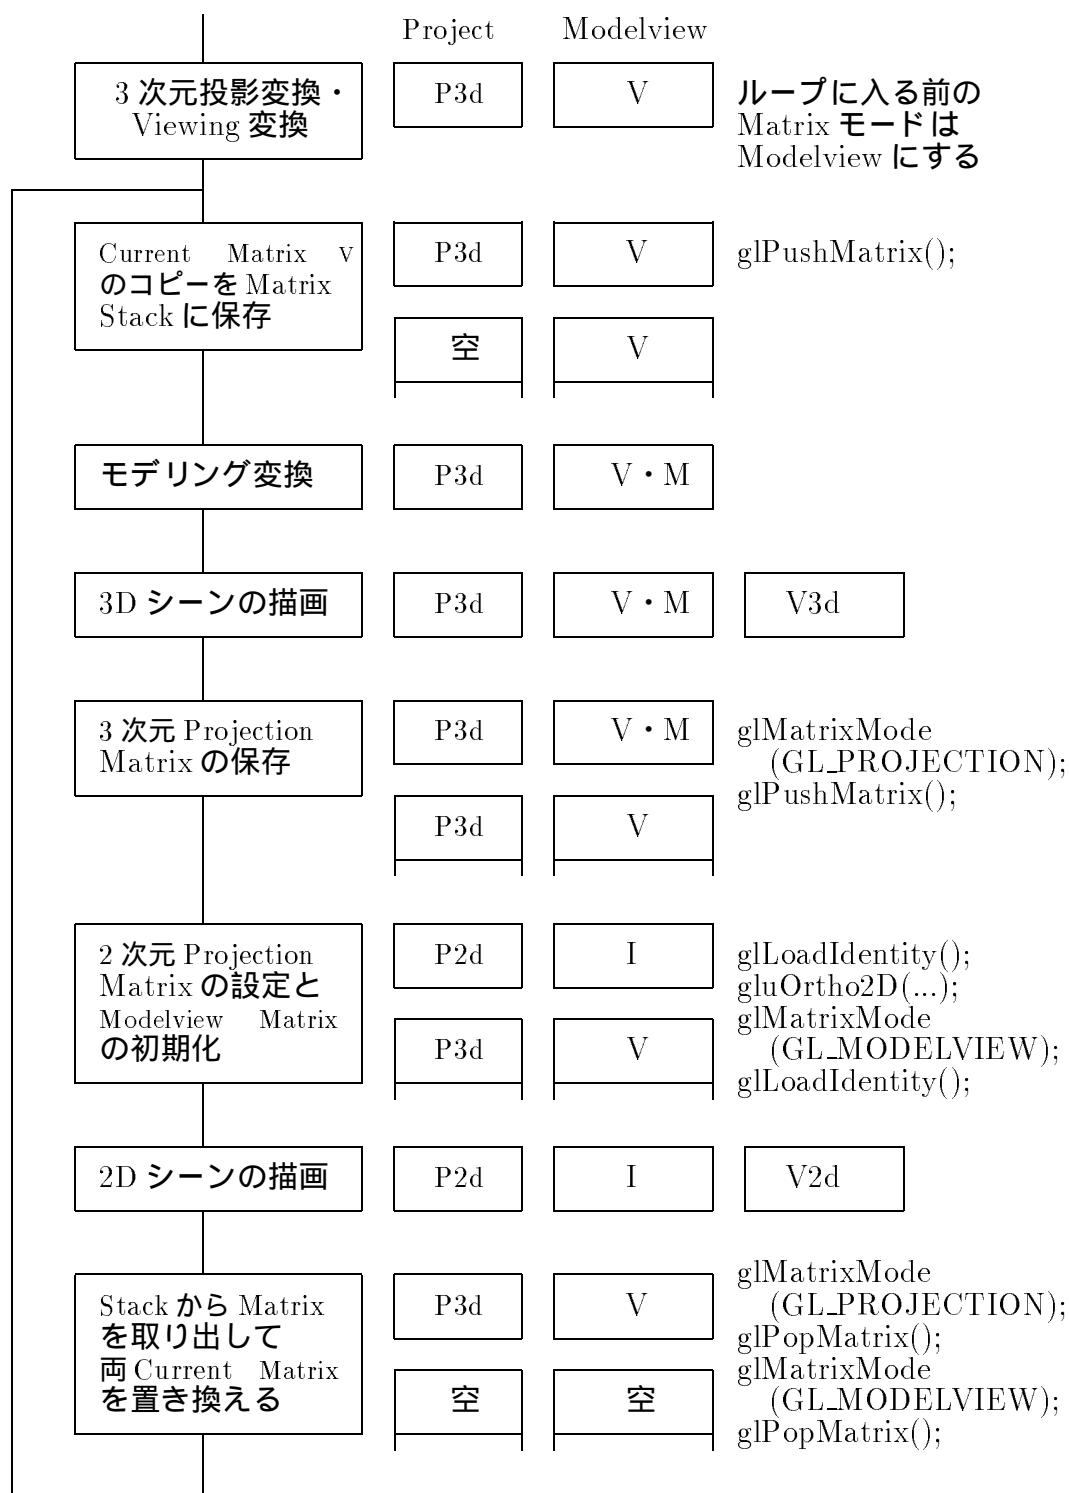 Project Modelview
3 次元投影変換・
Viewing 変換
P3d
V
ループに入る前の
Matrix モードは
Modelview にする
Current Matrix V
のコピーを Matrix
Stack に保存
P3d
V
glPushMatrix();
空
V
モデリング変換
P3d
V・M
3D シーンの描画
P3d
V・M
V3d
3 次元 Projection
Matrix の保存
P3d
V・M
glMatrixMode
(GL_PROJECTION);
glPushMatrix();
P3d
V
2 次元 Projection
Matrix の設定と
Modelview Matrix
の初期化
P2d
I
P3d
V
glLoadIdentity();
gluOrtho2D(...);
glMatrixMode
(GL_MODELVIEW);
glLoadIdentity();
2D シーンの描画
P2d
I
V2d
Stack から Matrix
を取り出して
両 Current Matrix
を置き換える
P3d
V
空
空
glMatrixMode
(GL_PROJECTION);
glPopMatrix();
glMatrixMode
(GL_MODELVIEW);
glPopMatrix();